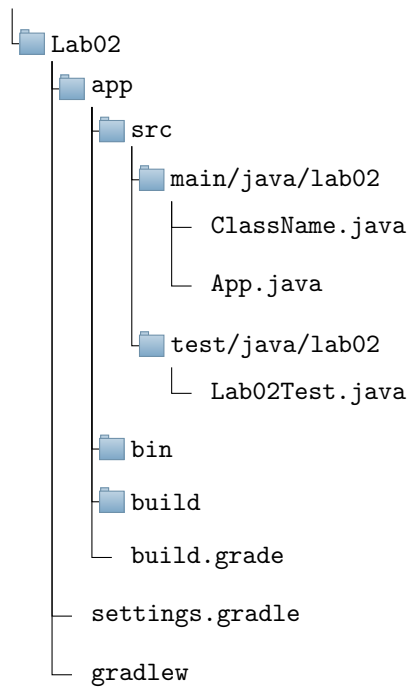 Lab02
app
src
main/java/lab02
ClassName.java
App.java
test/java/lab02
Lab02Test.java
bin
build
build.grade
settings.gradle
gradlew